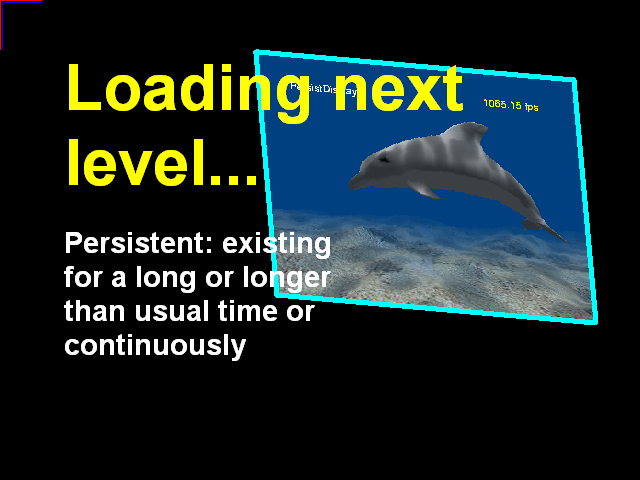 Loading next
level...
PersistDisplay
1065.15 fps
Persistent: existing
for a long or longer
than usual time or
continuously